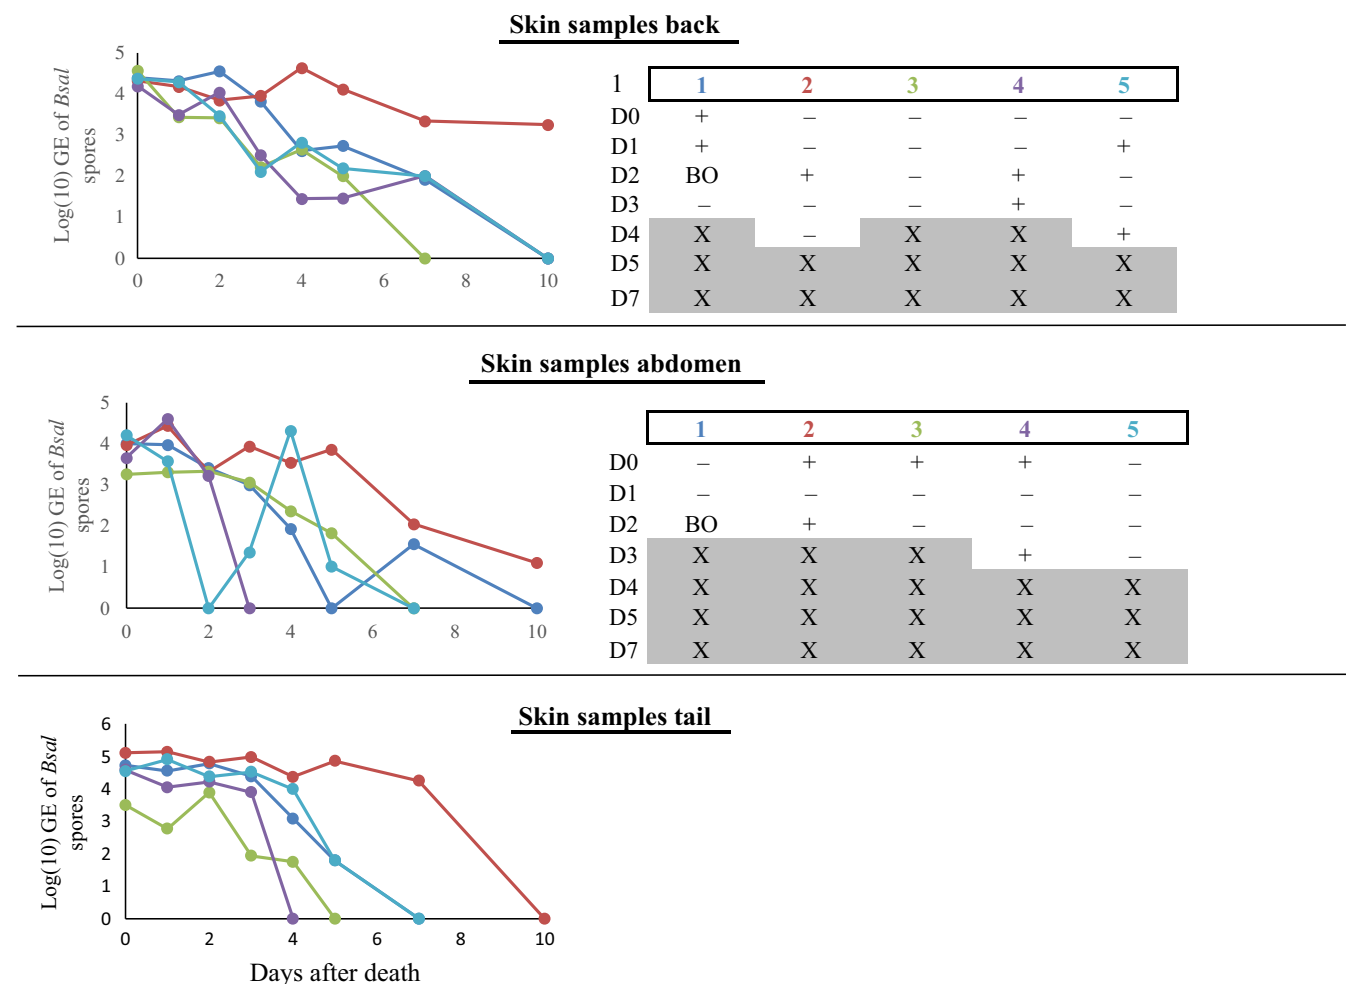 Skin samples back
Log(10) GE of Bsal
spores
5
4
3
2
1
0
0 2 4 6 8 10
1 1 2 3 4 5
D0 + – – – –
D1 + – – – +
D2 BO + – + –
D3 – – – + –
D4 X – X X +
D5 X X X X X
D7 X X X X X
Skin samples abdomen
Log(10) GE of Bsal
spores
5
4
3
2
1
0
0 2 4 6 8 10
1 2 3 4 5
D0 – + + + –
D1 – – – – –
D2 BO + – – –
D3 X X X + –
D4 X X X X X
D5 X X X X X
D7 X X X X X
Skin samples tail
Log(10) GE of Bsal
spores
6
5
4
3
2
1
0
0 2 4 6 8 10
Days after death